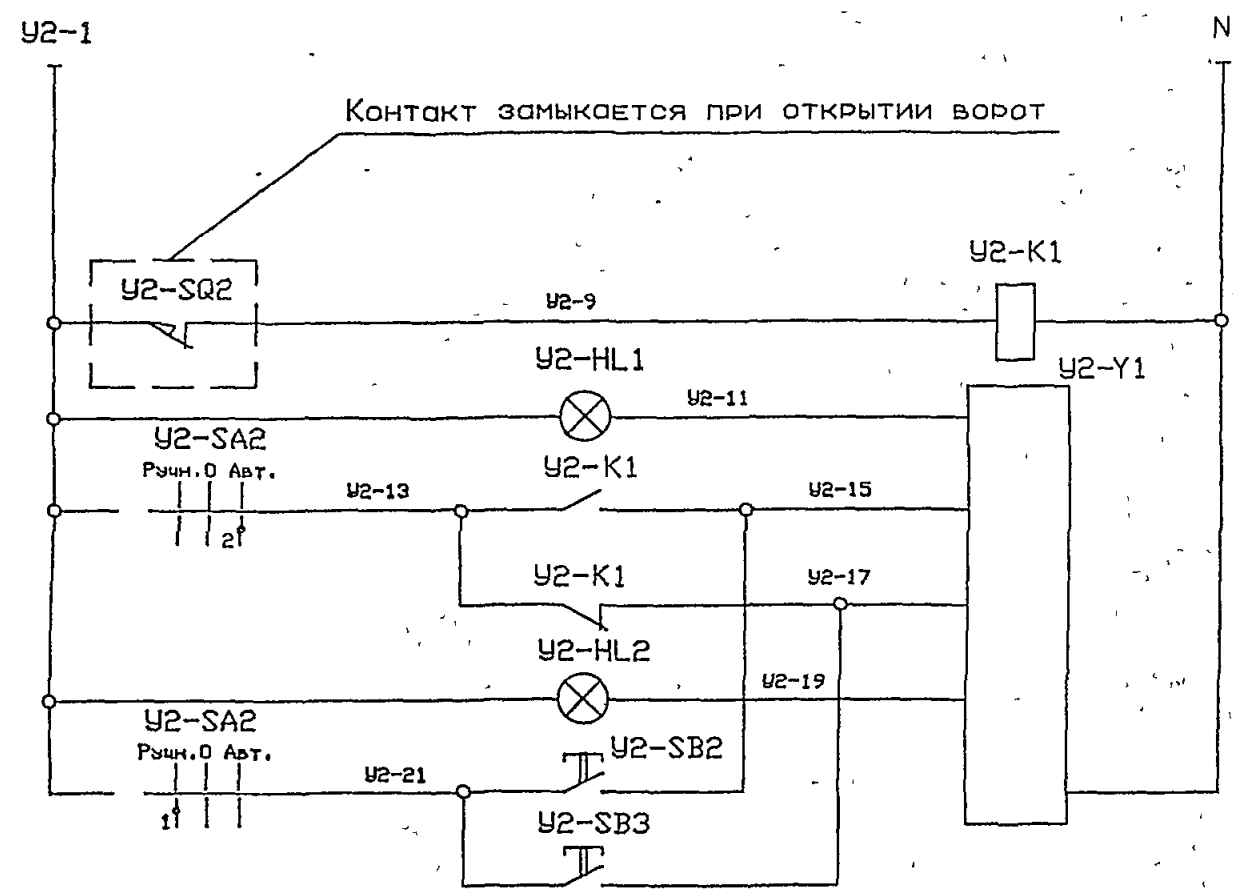 У2-1
N
Контакт замыкается при открытии ворот
У2-SQ2
У2-9
У2-K1
У2-HL1
У2-11
У2-Y1
У2-SA2
Ручн. 0 Авт.
2
У2-13
У2-K1
У2-15
У2-K1
У2-17
У2-HL2
У2-19
У2-SA2
Ручн. 0 Авт.
1
У2-21
У2-SB2
У2-SB3